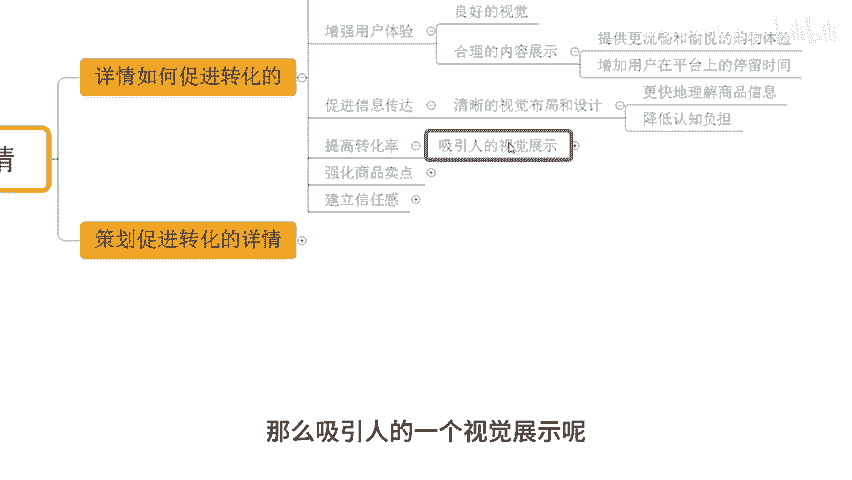 良好的视觉
增强用户体验
合理的内容展示
提供更流畅和愉悦的购物体验
增加用户在平台上的停留时间
详情如何促进转化的
促进信息传达
清晰的视觉布局和设计
更快地理解商品信息
降低认知负担
情
提高转化率
吸引人的视觉展示
强化商品卖点
建立信任感
策划促进转化的详情
那么吸引人的一个视觉展示呢